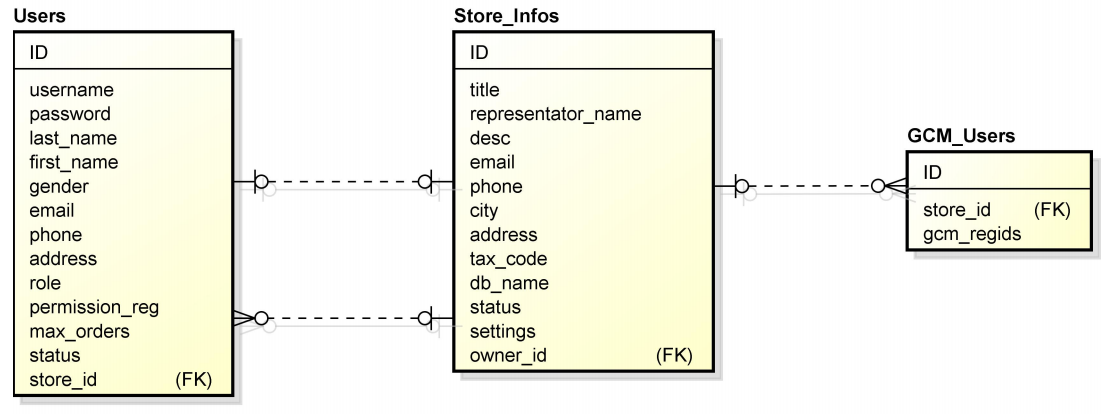 Users
ID
username
password
last_name
first_name
gender
email
phone
address
role
permission_reg
max_orders
status
store_id (FK)
Store_Infos
ID
title
representator_name
desc
email
phone
city
address
tax_code
db_name
status
settings
owner_id (FK)
GCM_Users
ID
store_id (FK)
gcm_regids